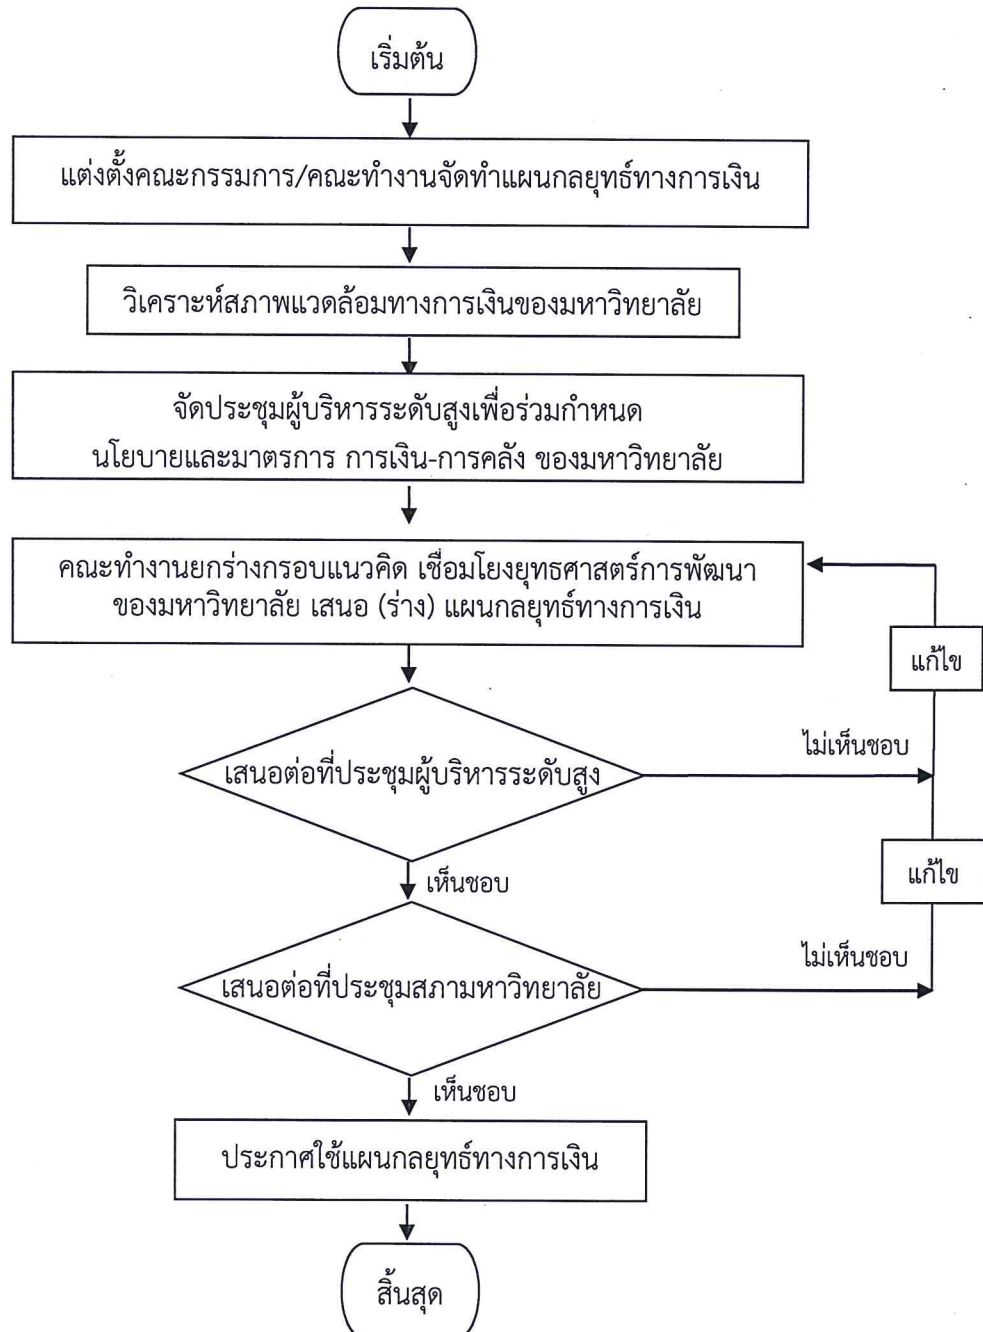 เริ่มต้น
แต่งตั้งคณะกรรมการ/คณะทำงานจัดทำแผนกลยุทธ์ทางการเงิน
วิเคราะห์สภาพแวดล้อมทางการเงินของมหาวิทยาลัย
จัดประชุมผู้บริหารระดับสูงเพื่อร่วมกำหนด
นโยบายและมาตรการ การเงิน-การคลัง ของมหาวิทยาลัย
คณะทำงานยกร่างกรอบแนวคิด เชื่อมโยงยุทธศาสตร์การพัฒนา
ของมหาวิทยาลัย เสนอ (ร่าง) แผนกลยุทธ์ทางการเงิน
แก้ไข
ไม่เห็นชอบ
เสนอต่อที่ประชุมผู้บริหารระดับสูง
แก้ไข
เห็นชอบ
ไม่เห็นชอบ
เสนอต่อที่ประชุมสภามหาวิทยาลัย
เห็นชอบ
ประกาศใช้แผนกลยุทธ์ทางการเงิน
สิ้นสุด